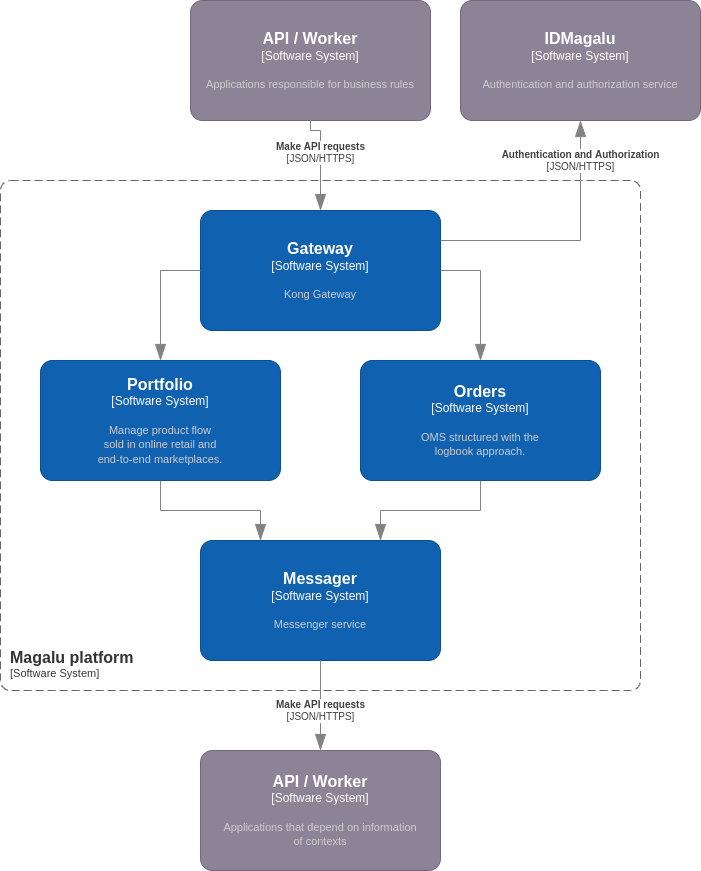 API / Worker
[Software System]
Applications responsible for business rules
IDMagalu
[Software System]
Authentication and authorization service
Make API requests
[JSON/HTTPS]
Authentication and Authorization
[JSON/HTTPS]
Gateway
[Software System]
Kong Gateway
Portfolio
[Software System]
Manage product flow
sold in online retail and
end-to-end marketplaces.
Orders
[Software System]
OMS structured with the
logbook approach.
Messager
[Software System]
Messenger service
Magalu platform
[Software System]
Make API requests
[JSON/HTTPS]
API / Worker
[Software System]
Applications that depend on information
of contexts